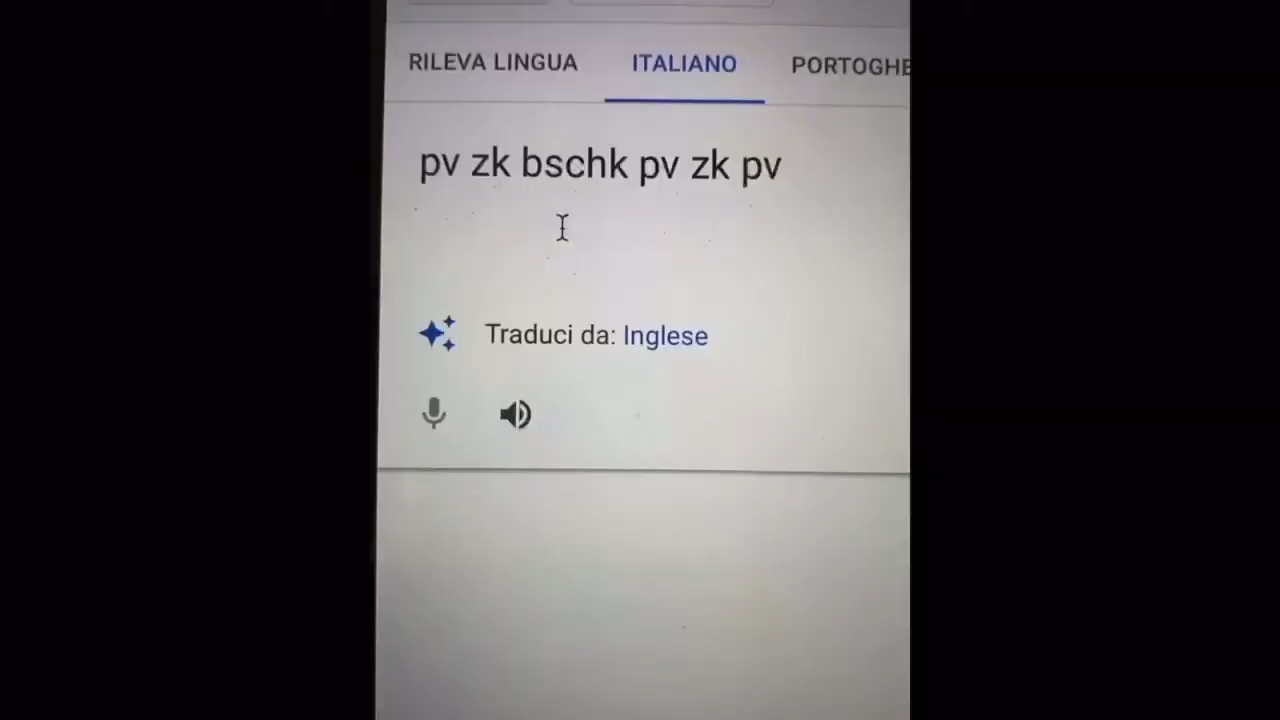 RILEVA LINGUA ITALIANO PORTOGHE
pv zk bschk pv zk pv
Traduci da: Inglese